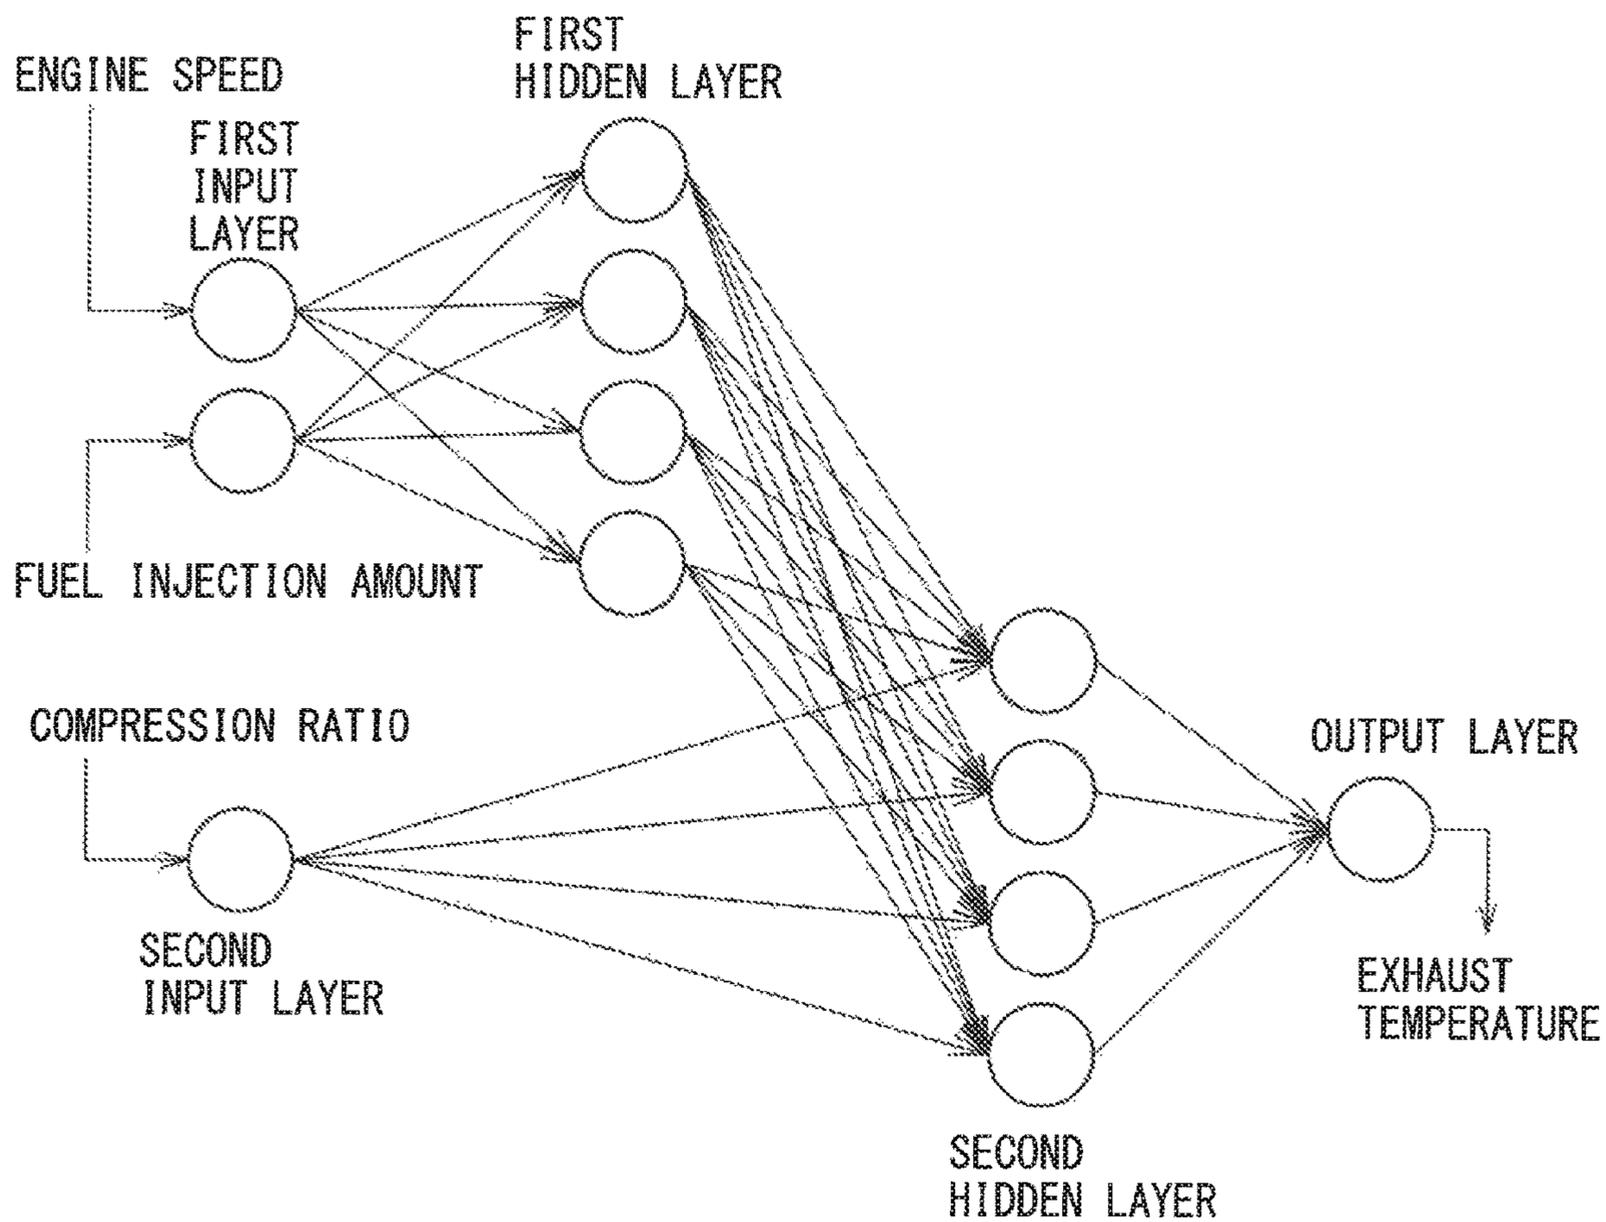 FIRST
HIDDEN LAYER
ENGINE SPEED
FIRST
INPUT
LAYER
FUEL INJECTION AMOUNT
COMPRESSION RATIO
OUTPUT LAYER
SECOND
INPUT LAYER
EXHAUST
TEMPERATURE
SECOND
HIDDEN LAYER